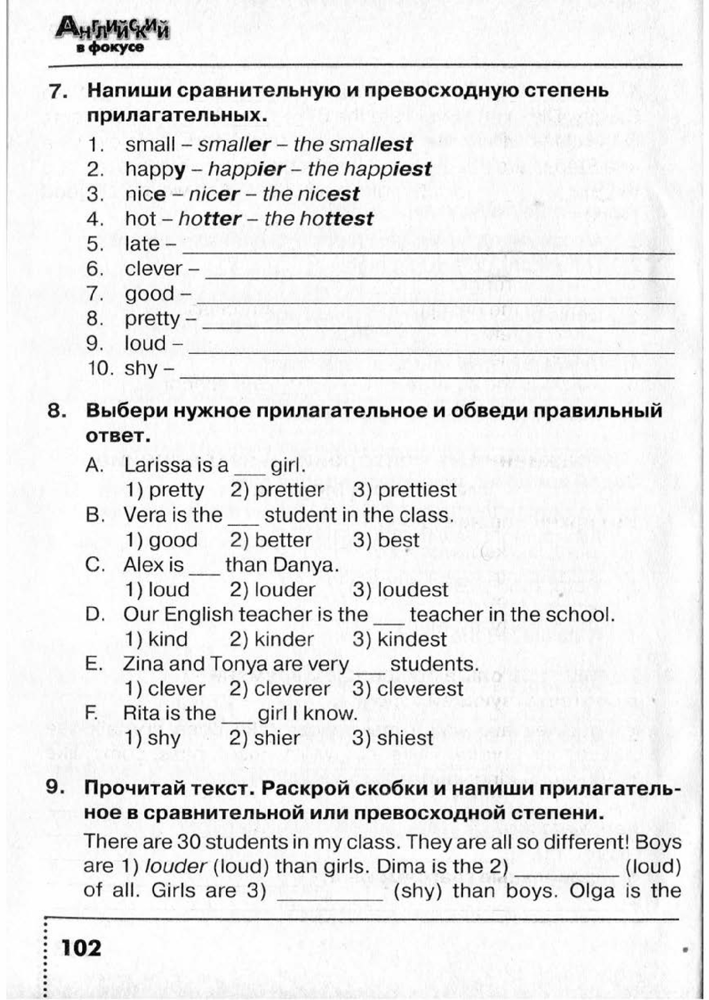 Английский
в фокусе
7. Напиши сравнительную и превосходную степень
прилагательных.
1. small – smaller – the smallest
2. happy – happier – the happiest
3. nice – nicer – the nicest
4. hot – hotter – the hottest
5. late – ___
6. clever – ___
7. good – ___
8. pretty – ___
9. loud – ___
10. shy – ___
8. Выбери нужное прилагательное и обведи правильный
ответ.
A. Larissa is a ___ girl.
1) pretty 2) prettier 3) prettiest
B. Vera is the ___ student in the class.
1) good 2) better 3) best
C. Alex is ___ than Danya.
1) loud 2) louder 3) loudest
D. Our English teacher is the ___ teacher in the school.
1) kind 2) kinder 3) kindest
E. Zina and Tonya are very ___ students.
1) clever 2) cleverer 3) cleverest
F. Rita is the ___ girl I know.
1) shy 2) shier 3) shiest
9. Прочитай текст. Раскрой скобки и напиши прилагатель-
ное в сравнительной или превосходной степени.
There are 30 students in my class. They are all so different! Boys
are 1) louder (loud) than girls. Dima is the 2) ___ (loud)
of all. Girls are 3) ___ (shy) than boys. Olga is the
102